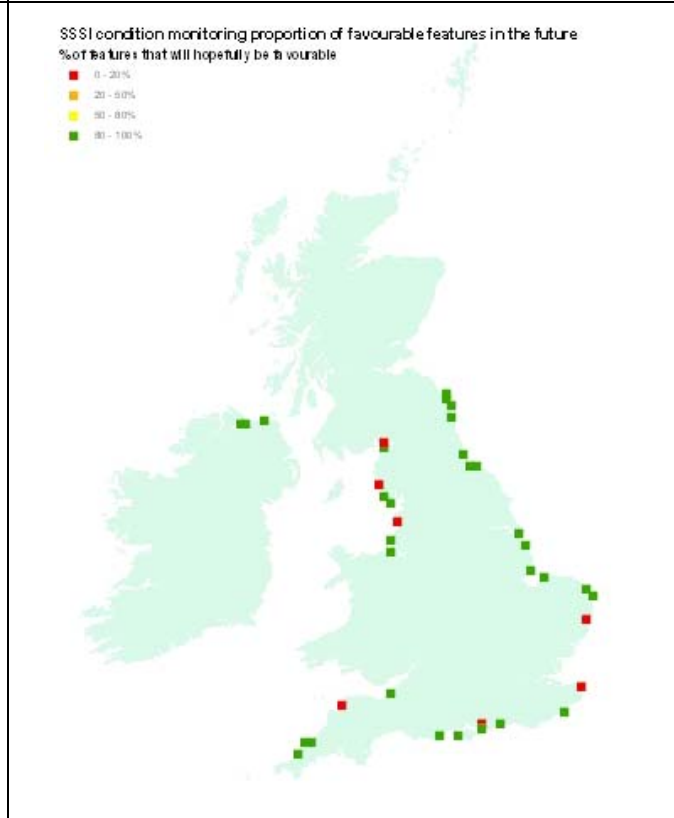 SSSI condition monitoring proportion of favourable features in the future
% of features that will hopefully be favourable
0 - 20%
20 - 50%
50 - 80%
80 - 100%